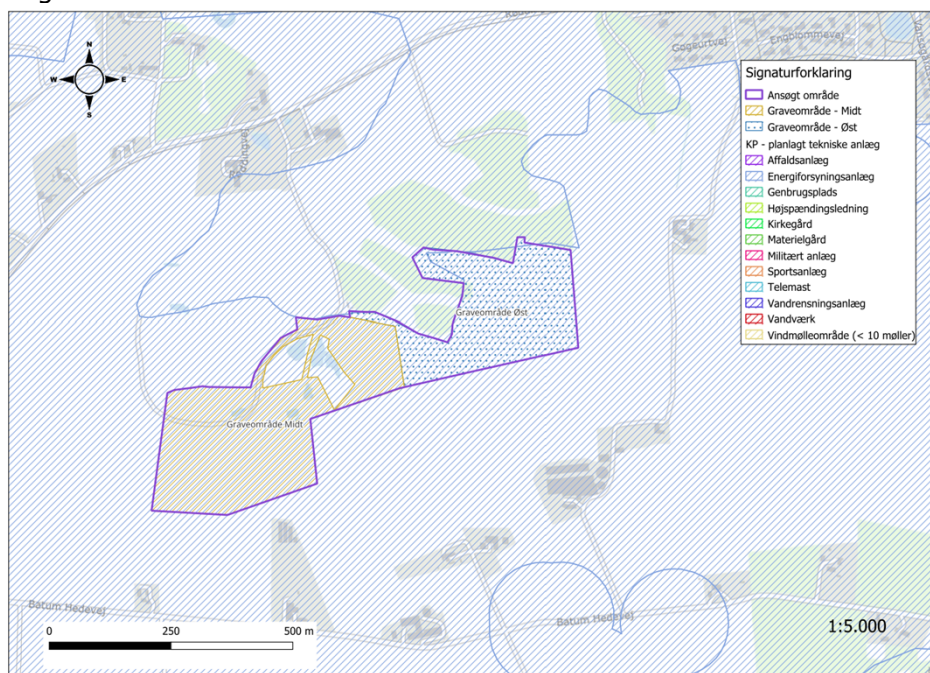 N
W E
S
Gøgeurtvej
Engblommevej
Signaturforklaring
Ansøgt område
Graveområde - Midt
Graveområde - Øst
KP - planlagt tekniske anlæg
Affaldsanlæg
Energiforsyningsanlæg
Genbrugsplads
Højspændingsledning
Kirkegård
Materielgård
Militært anlæg
Sportsanlæg
Telemast
Vandrensningsanlæg
Vandværk
Vindmølleområde (< 10 møller)
Graveområde Øst
Graveområde Midt
Batum Hedevej
Batum Hedevej
0 250 500 m
1:5.000